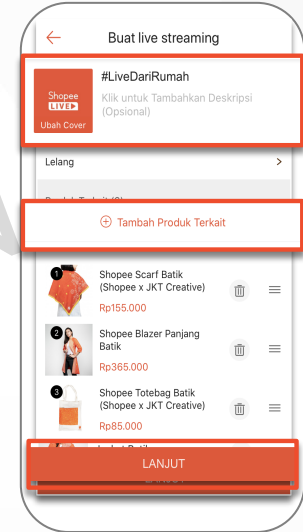 Buat live streaming
#LiveDariRumah
Klik untuk Tambahkan Deskripsi
(Opsional)
Shopee
LIVE
Ubah Cover
Lelang
Tambah Produk Terkait
1
Shopee Scarf Batik
(Shopee x JKT Creative)
Rp155.000
2
Shopee Blazer Panjang
Batik
Rp365.000
3
Shopee Totebag Batik
(Shopee x JKT Creative)
Rp85.000
LANJUT